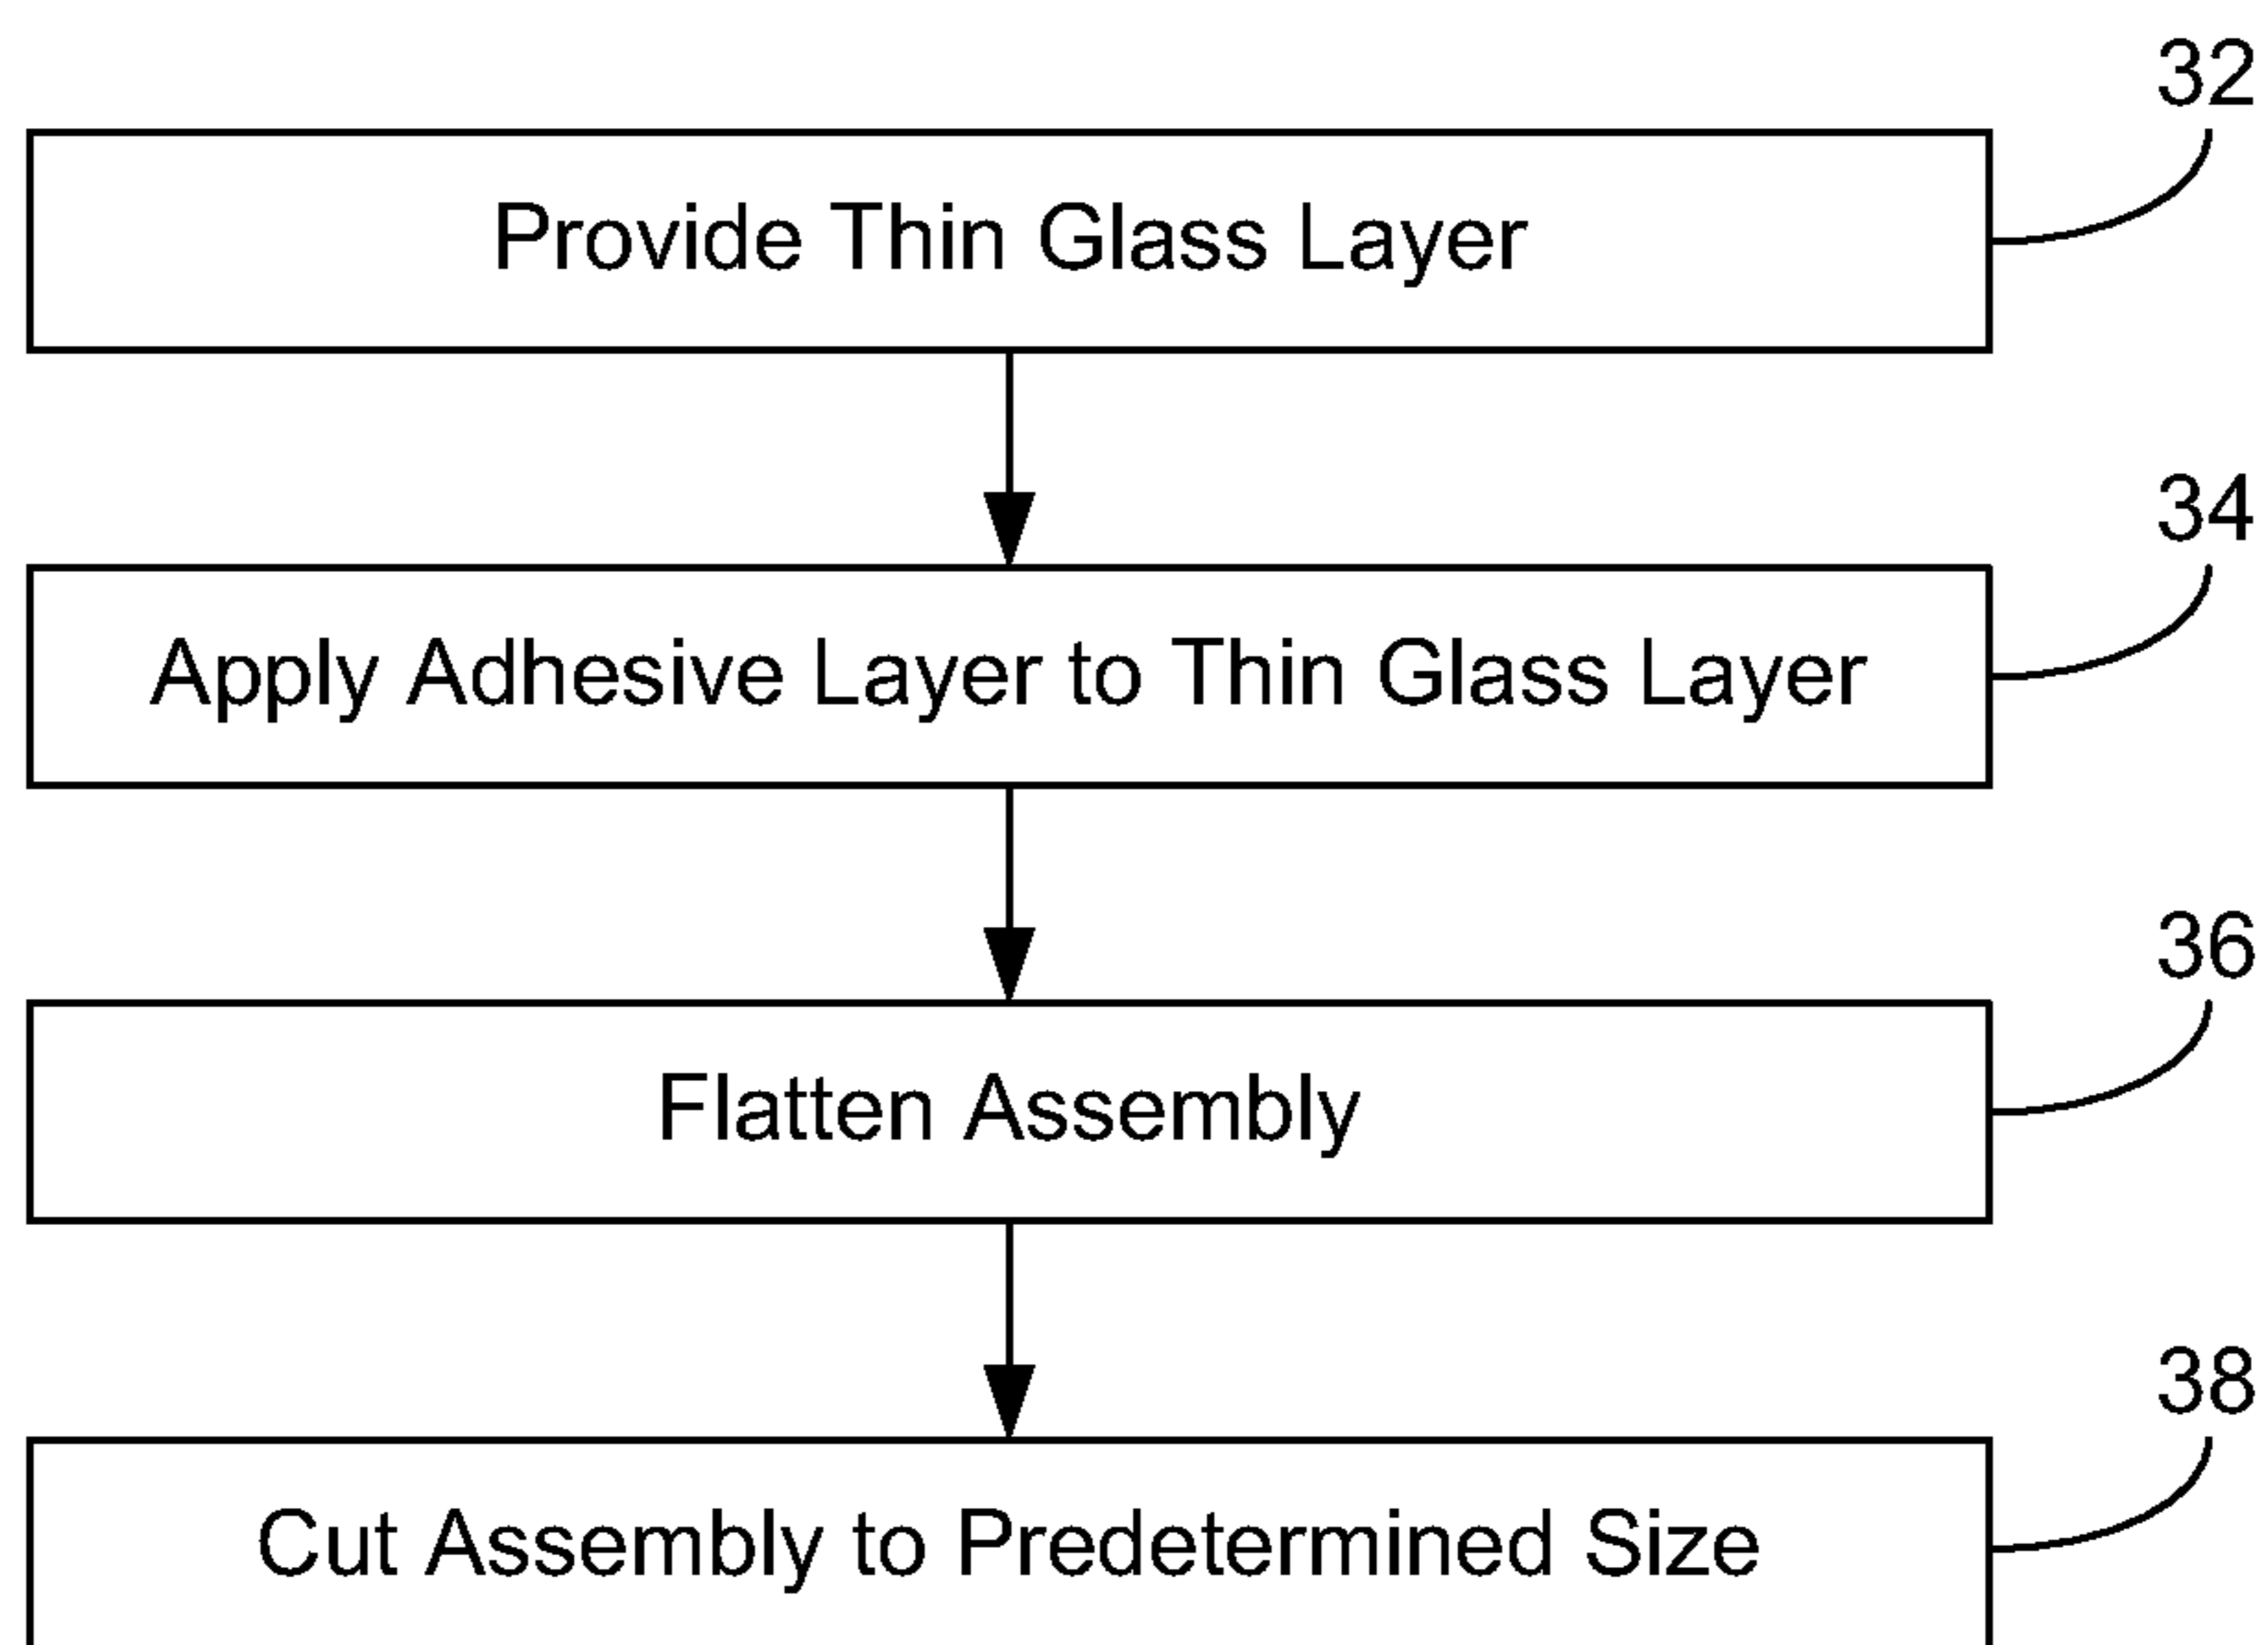 32
Provide Thin Glass Layer
34
Apply Adhesive Layer to Thin Glass Layer
36
Flatten Assembly
38
Cut Assembly to Predetermined Size